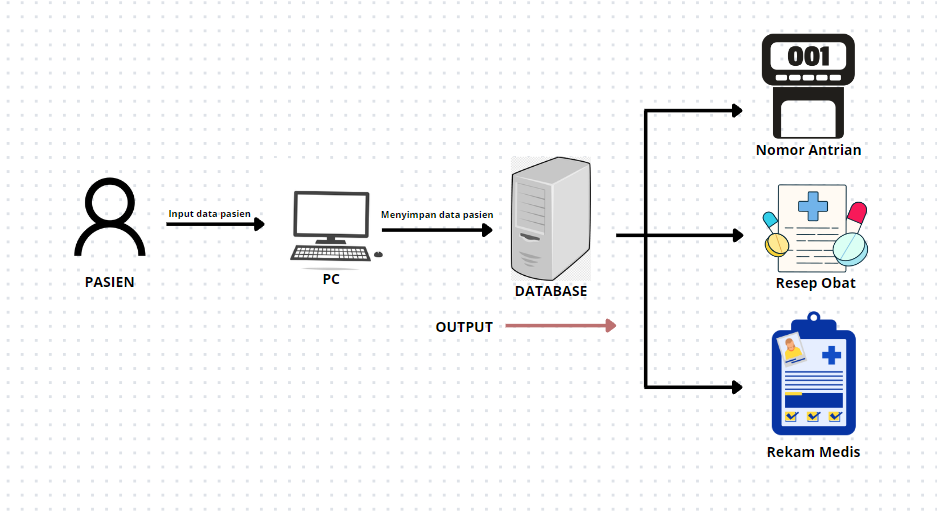 PASIEN
Input data pasien
PC
Menyimpan data pasien
DATABASE
OUTPUT
001
Nomor Antrian
Resep Obat
Rekam Medis